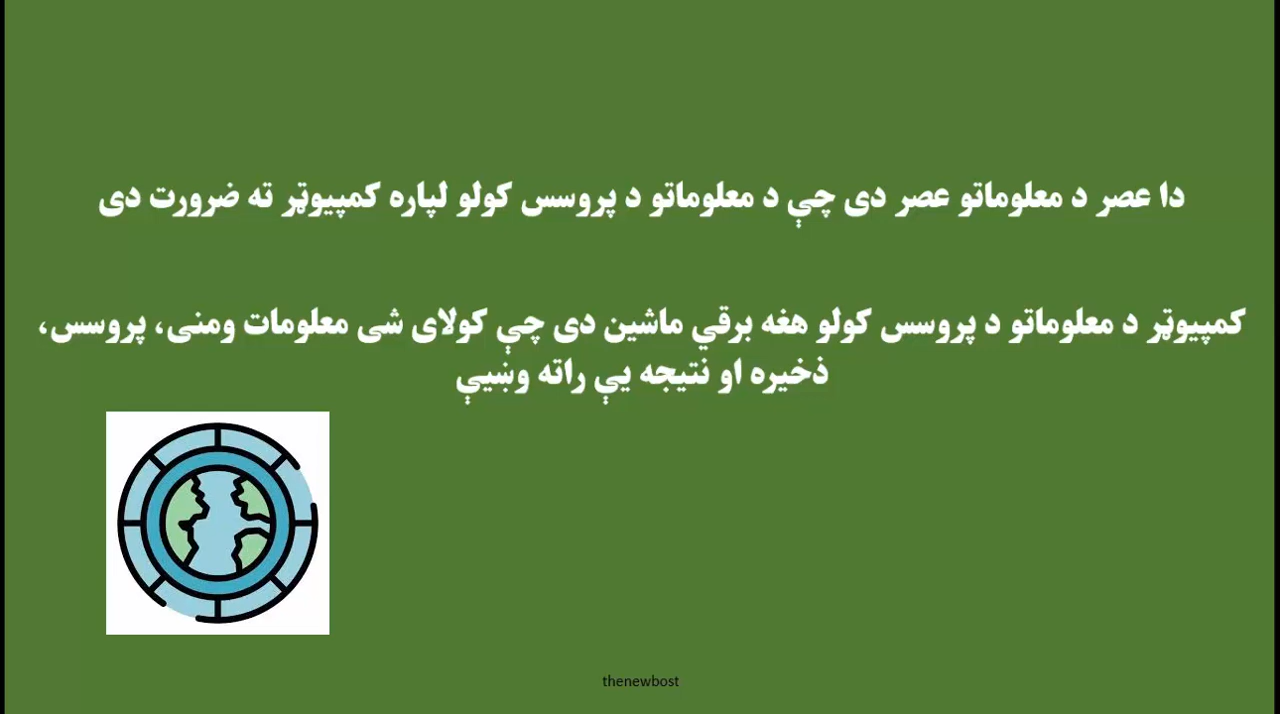 دا عصر د معلوماتو عصر دی چې د معلوماتو د پروسس کولو لپاره کمپیوټر ته ضرورت دی
کمپیوټر د معلوماتو د پروسس کولو هغه برقي ماشین دی چې کولای شی معلومات ومنی، پروسس،
ذخیره او نتیجه یې راته وښیې
thenewbost